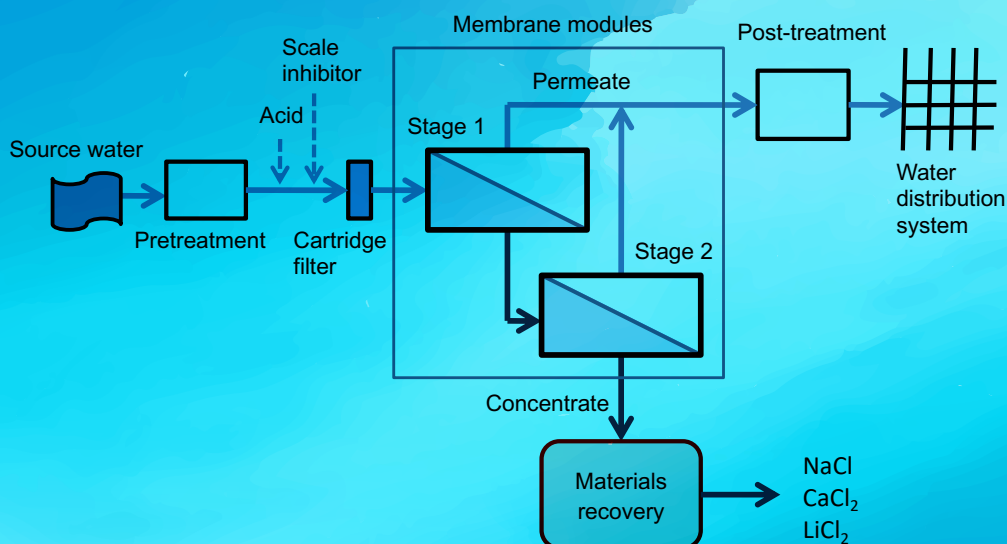 Membrane modules
Post-treatment
Scale
inhibitor
Permeate
Acid
Stage 1
Source water
Water
distribution
system
Pretreatment
Cartridge
filter
Stage 2
Concentrate
Materials
recovery
NaCl
CaCl₂
LiCl₂